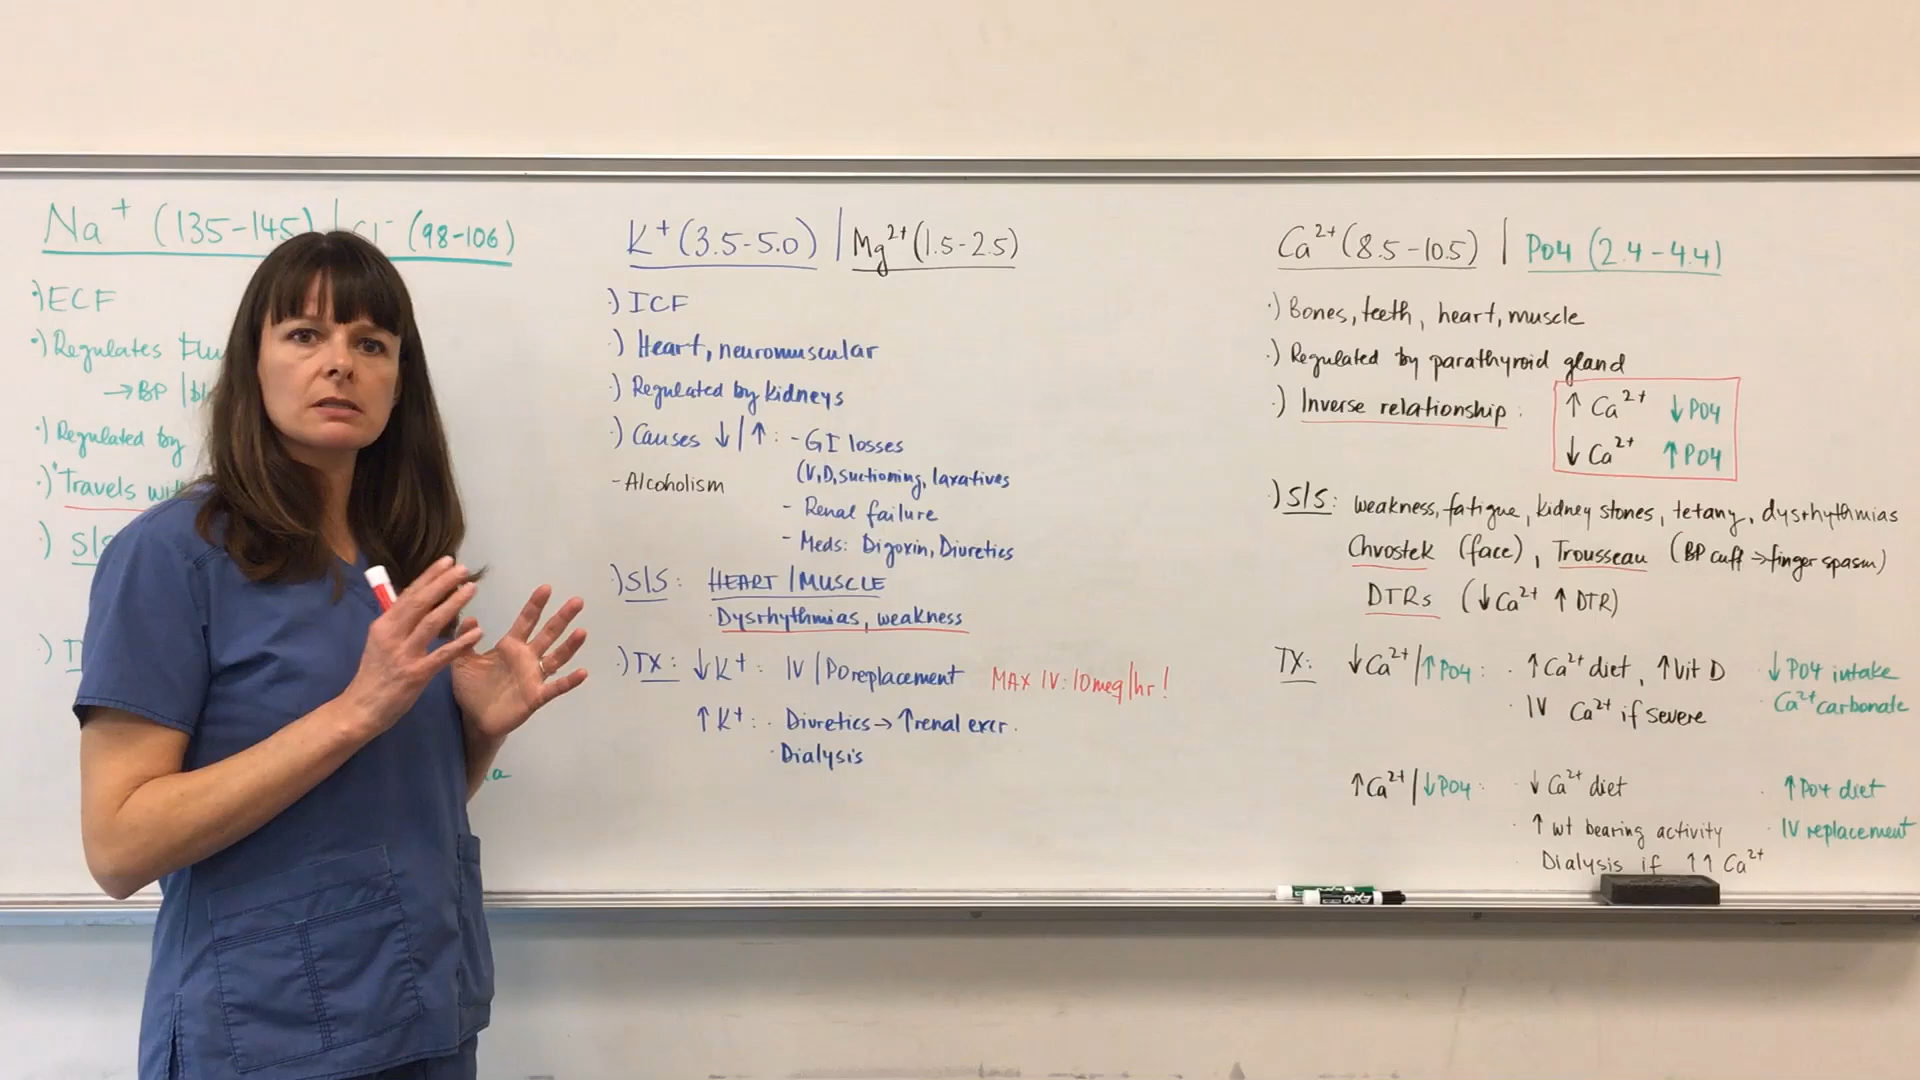 Na⁺ (135-145) | Cl⁻ (98-106)
·) ECF
·) Regulates
→ BP |
·) Regulated by
·) Travels
·) S/S
·)
K⁺ (3.5-5.0) | Mg²⁺ (1.5-2.5)
·) ICF
·) Heart, neuromuscular
·) Regulated by kidneys
·) Causes ↓/↑: - GI losses
(V, D, suctioning, laxatives
- Alcoholism
- Renal failure
- Meds: Digoxin, Diuretics
·) S/S: HEART/MUSCLE
· Dysrhythmias, weakness
·) TX: ↓K⁺: IV/PO replacement MAX IV: 10meq/hr!
↑K⁺: · Diuretics → ↑renal excr.
· Dialysis
Ca²⁺ (8.5-10.5) | PO4 (2.4-4.4)
·) Bones, teeth, heart, muscle
·) Regulated by parathyroid gland
·) Inverse relationship: ↑Ca²⁺ ↓PO4
↓Ca²⁺ ↑PO4
·) S/S: weakness, fatigue, kidney stones, tetany, dysrhythmias
Chvostek (face), Trousseau (BP cuff → finger spasm)
DTRs (↓Ca²⁺ ↑DTR)
TX: ↓Ca²⁺/↑PO4: · ↑Ca²⁺ diet, ↑Vit D · ↓PO4 intake
· IV Ca²⁺ if severe · Ca²⁺ carbonate
↑Ca²⁺/↓PO4: · ↓Ca²⁺ diet · ↑PO4 diet
· ↑ wt bearing activity · IV replacement
· Dialysis if ↑↑Ca²⁺
EXPO